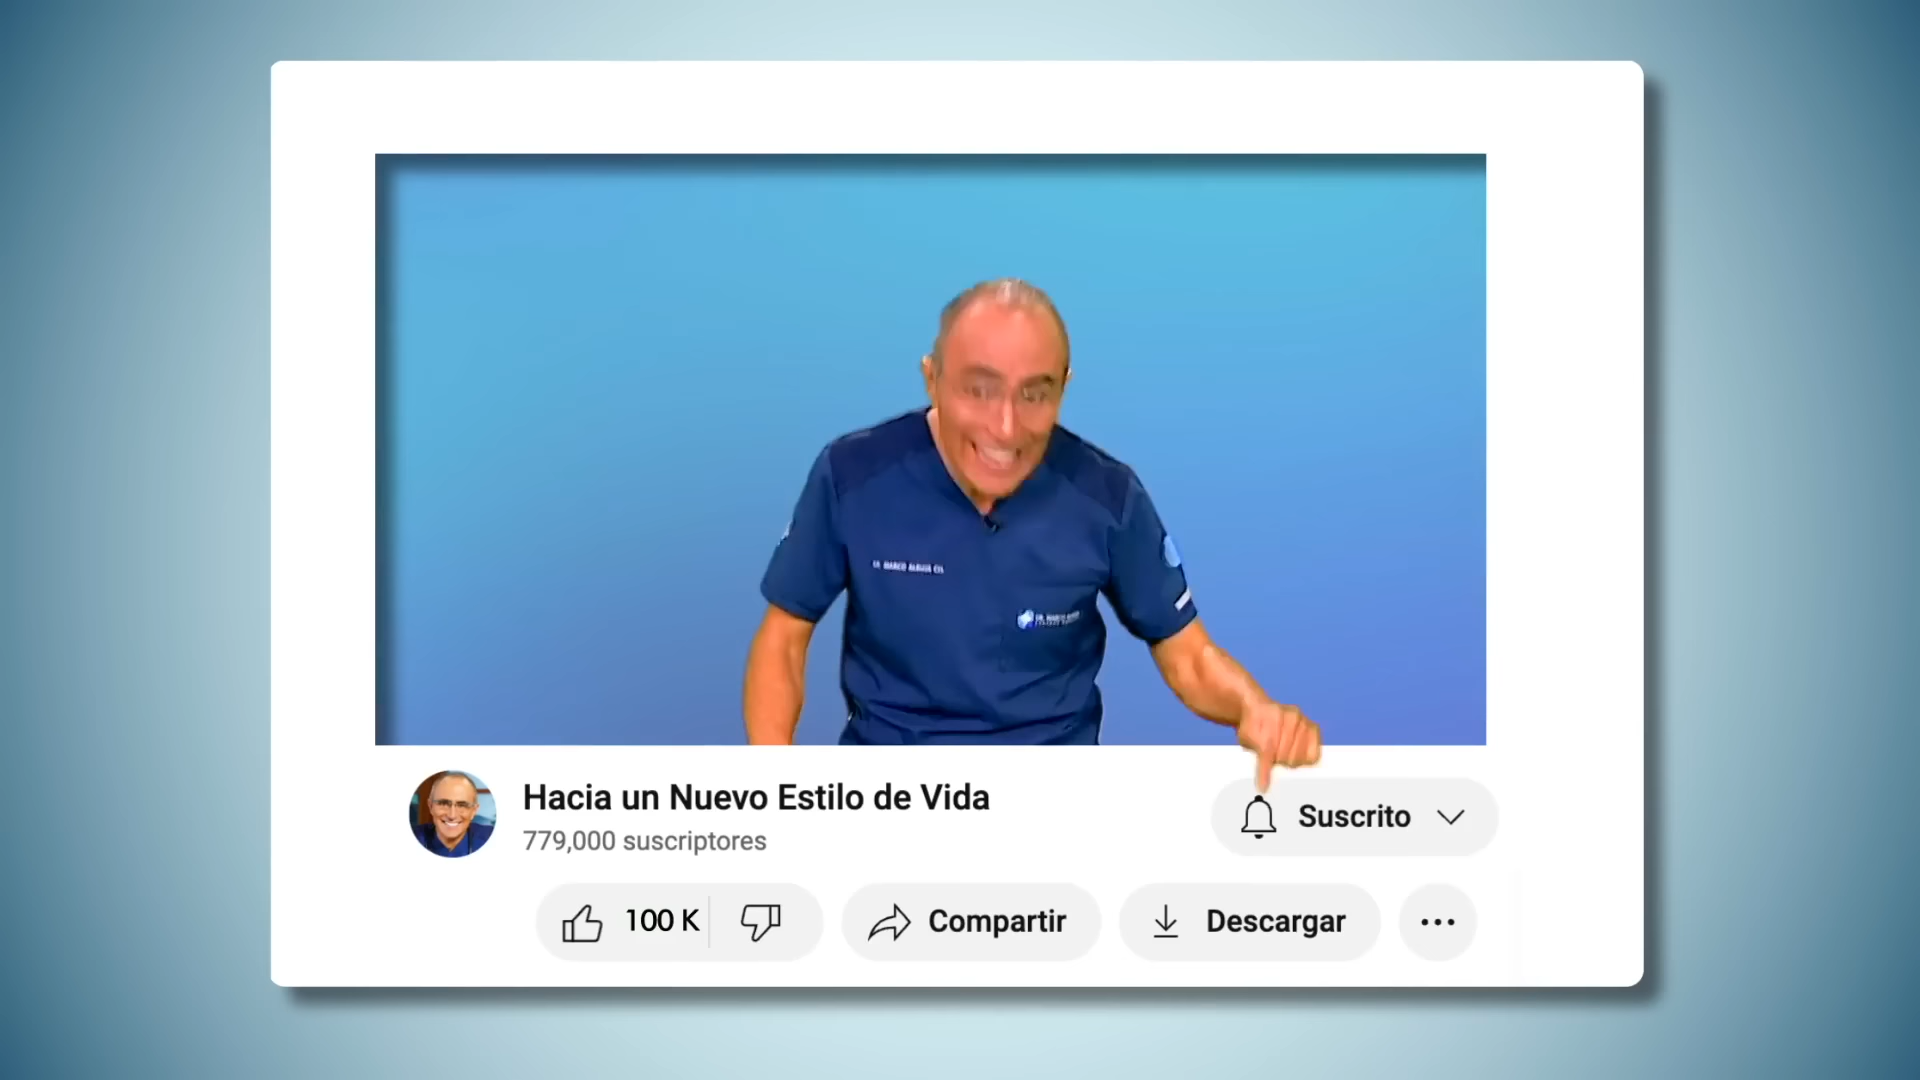 Hacia un Nuevo Estilo de Vida
779,000 suscriptores
Suscrito
100 K
Compartir
Descargar